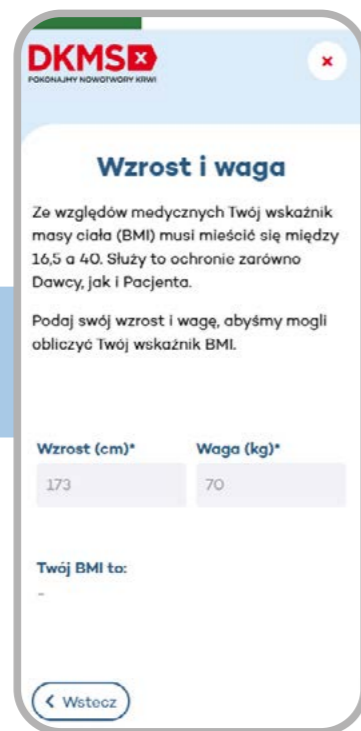 DKMS
POKONAJMY NOWOTWORY KRWI
Wzrost i waga
Ze względów medycznych Twój wskaźnik
masy ciała (BMI) musi mieścić się między
16,5 a 40. Służy to ochronie zarówno
Dawcy, jak i Pacjenta.
Podaj swój wzrost i wagę, abyśmy mogli
obliczyć Twój wskaźnik BMI.
Wzrost (cm)* Waga (kg)*
173 70
Twój BMI to:
-
Wstecz